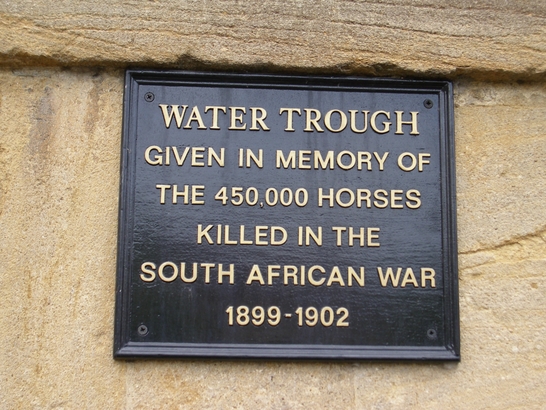 WATER TROUGH
GIVEN IN MEMORY OF
THE 450,000 HORSES
KILLED IN THE
SOUTH AFRICAN WAR
1899-1902